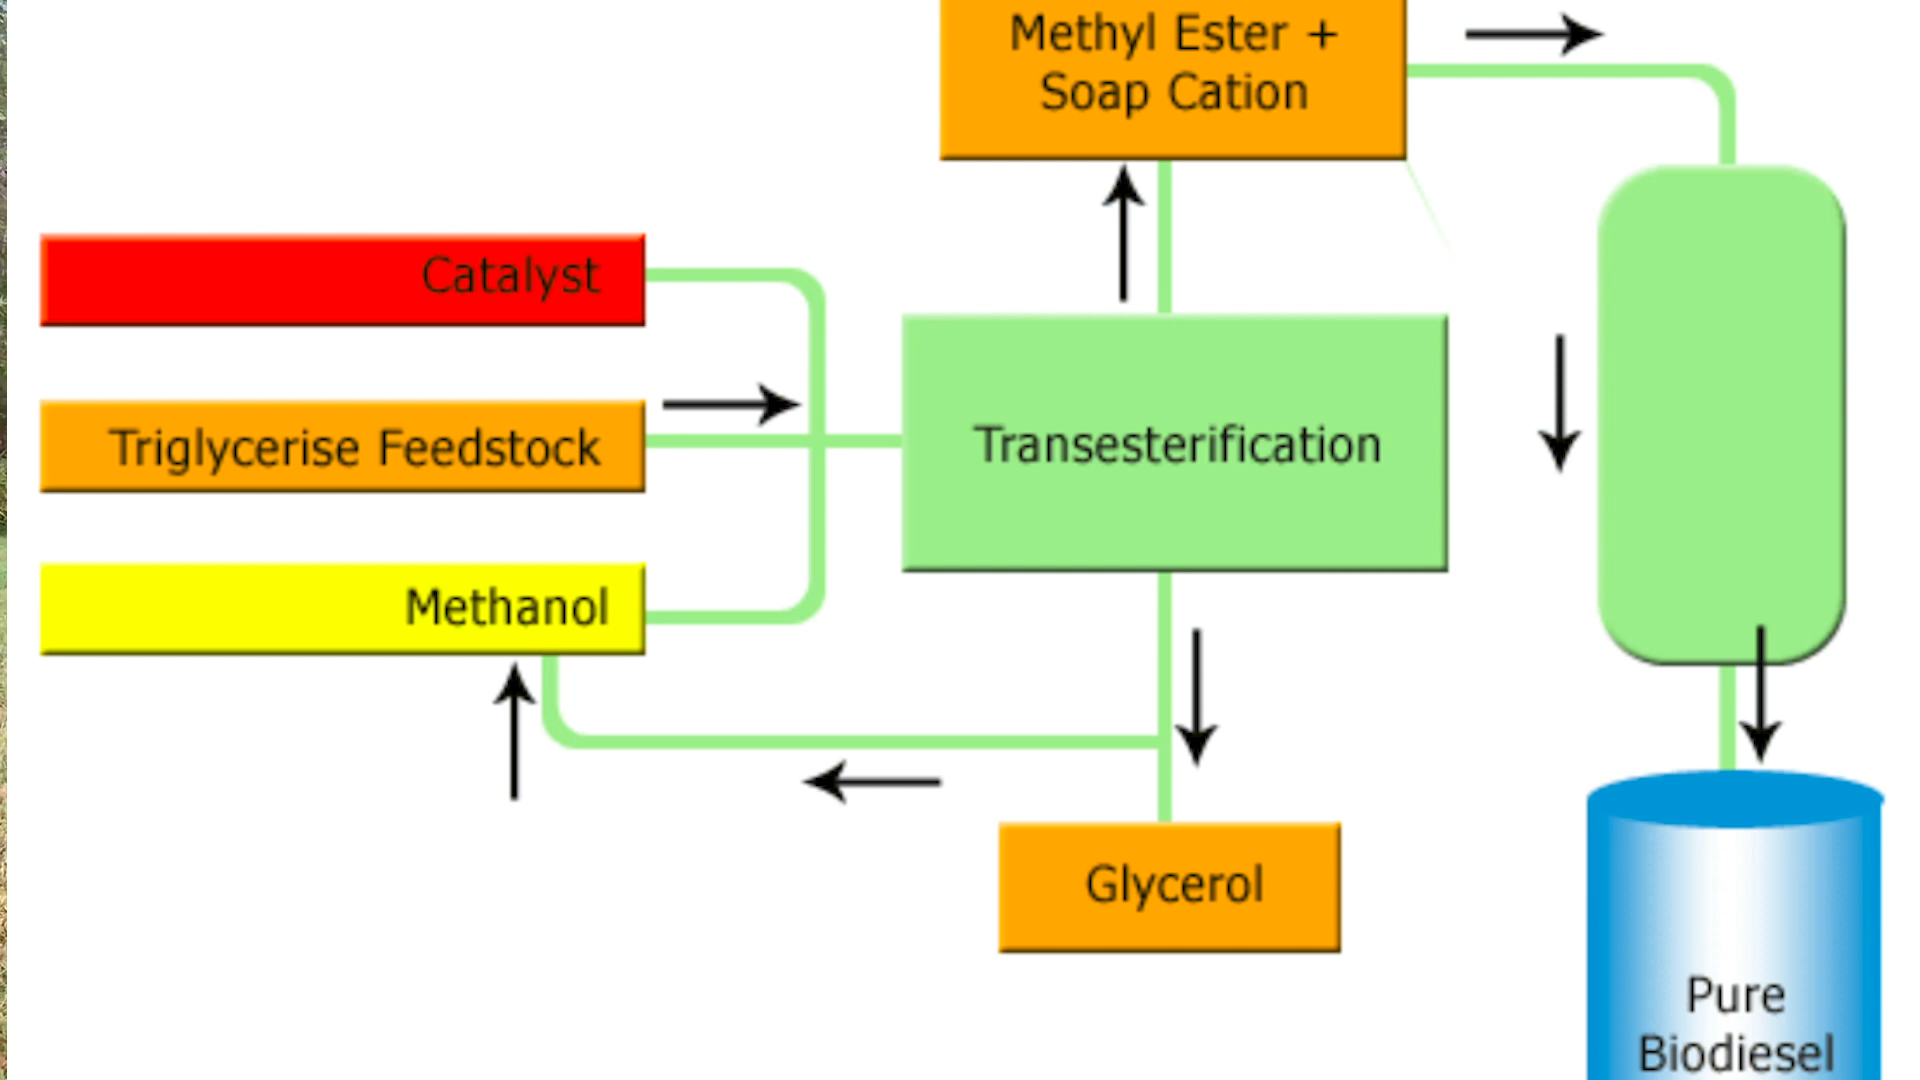 Methyl Ester +
Soap Cation
Catalyst
Triglycerise Feedstock
Transesterification
Methanol
Glycerol
Pure
Biodiesel